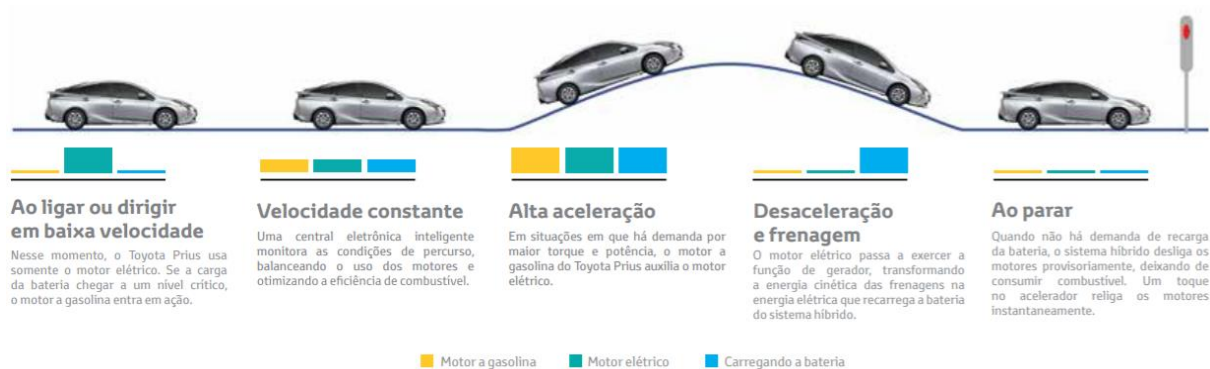 Ao ligar ou dirigir
em baixa velocidade
Nesse momento, o Toyota Prius usa
somente o motor elétrico. Se a carga
da bateria chegar a um nível crítico,
o motor a gasolina entra em ação.
Velocidade constante
Uma central eletrônica inteligente
monitora as condições de percurso,
balanceando o uso dos motores e
otimizando a eficiência de combustível.
Alta aceleração
Em situações em que há demanda por
maior torque e potência, o motor a
gasolina do Toyota Prius auxilia o motor
elétrico.
Desaceleração
e frenagem
O motor elétrico passa a exercer a
função de gerador, transformando
a energia cinética das frenagens na
energia elétrica que recarrega a bateria
do sistema híbrido.
Ao parar
Quando não há demanda de recarga
da bateria, o sistema híbrido desliga os
motores provisoriamente, deixando de
consumir combustível. Um toque
no acelerador religa os motores
instantaneamente.
Motor a gasolina
Motor elétrico
Carregando a bateria